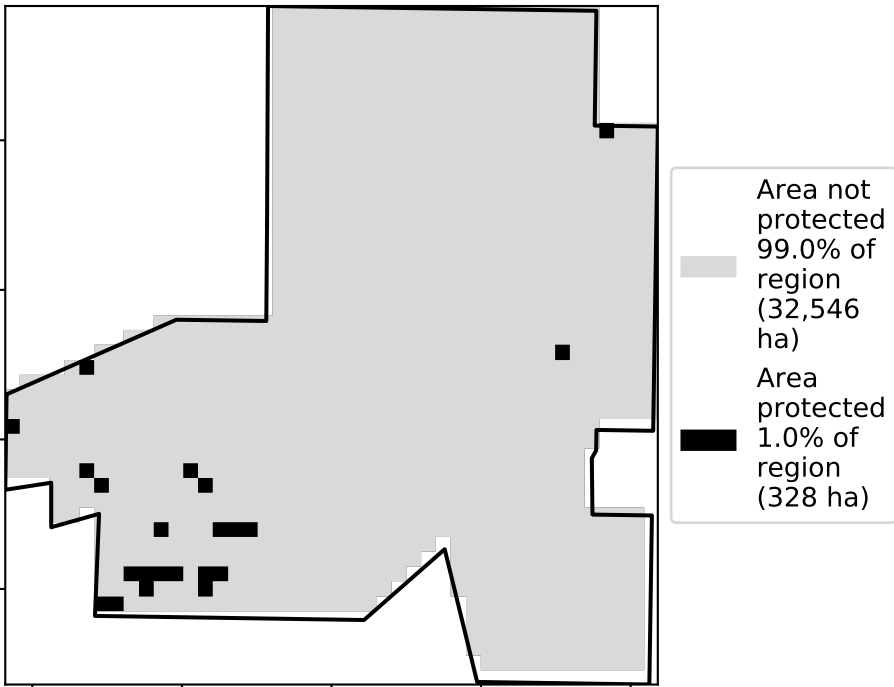 Area not
protected
99.0% of
region
(32,546
ha)
Area
protected
1.0% of
region
(328 ha)